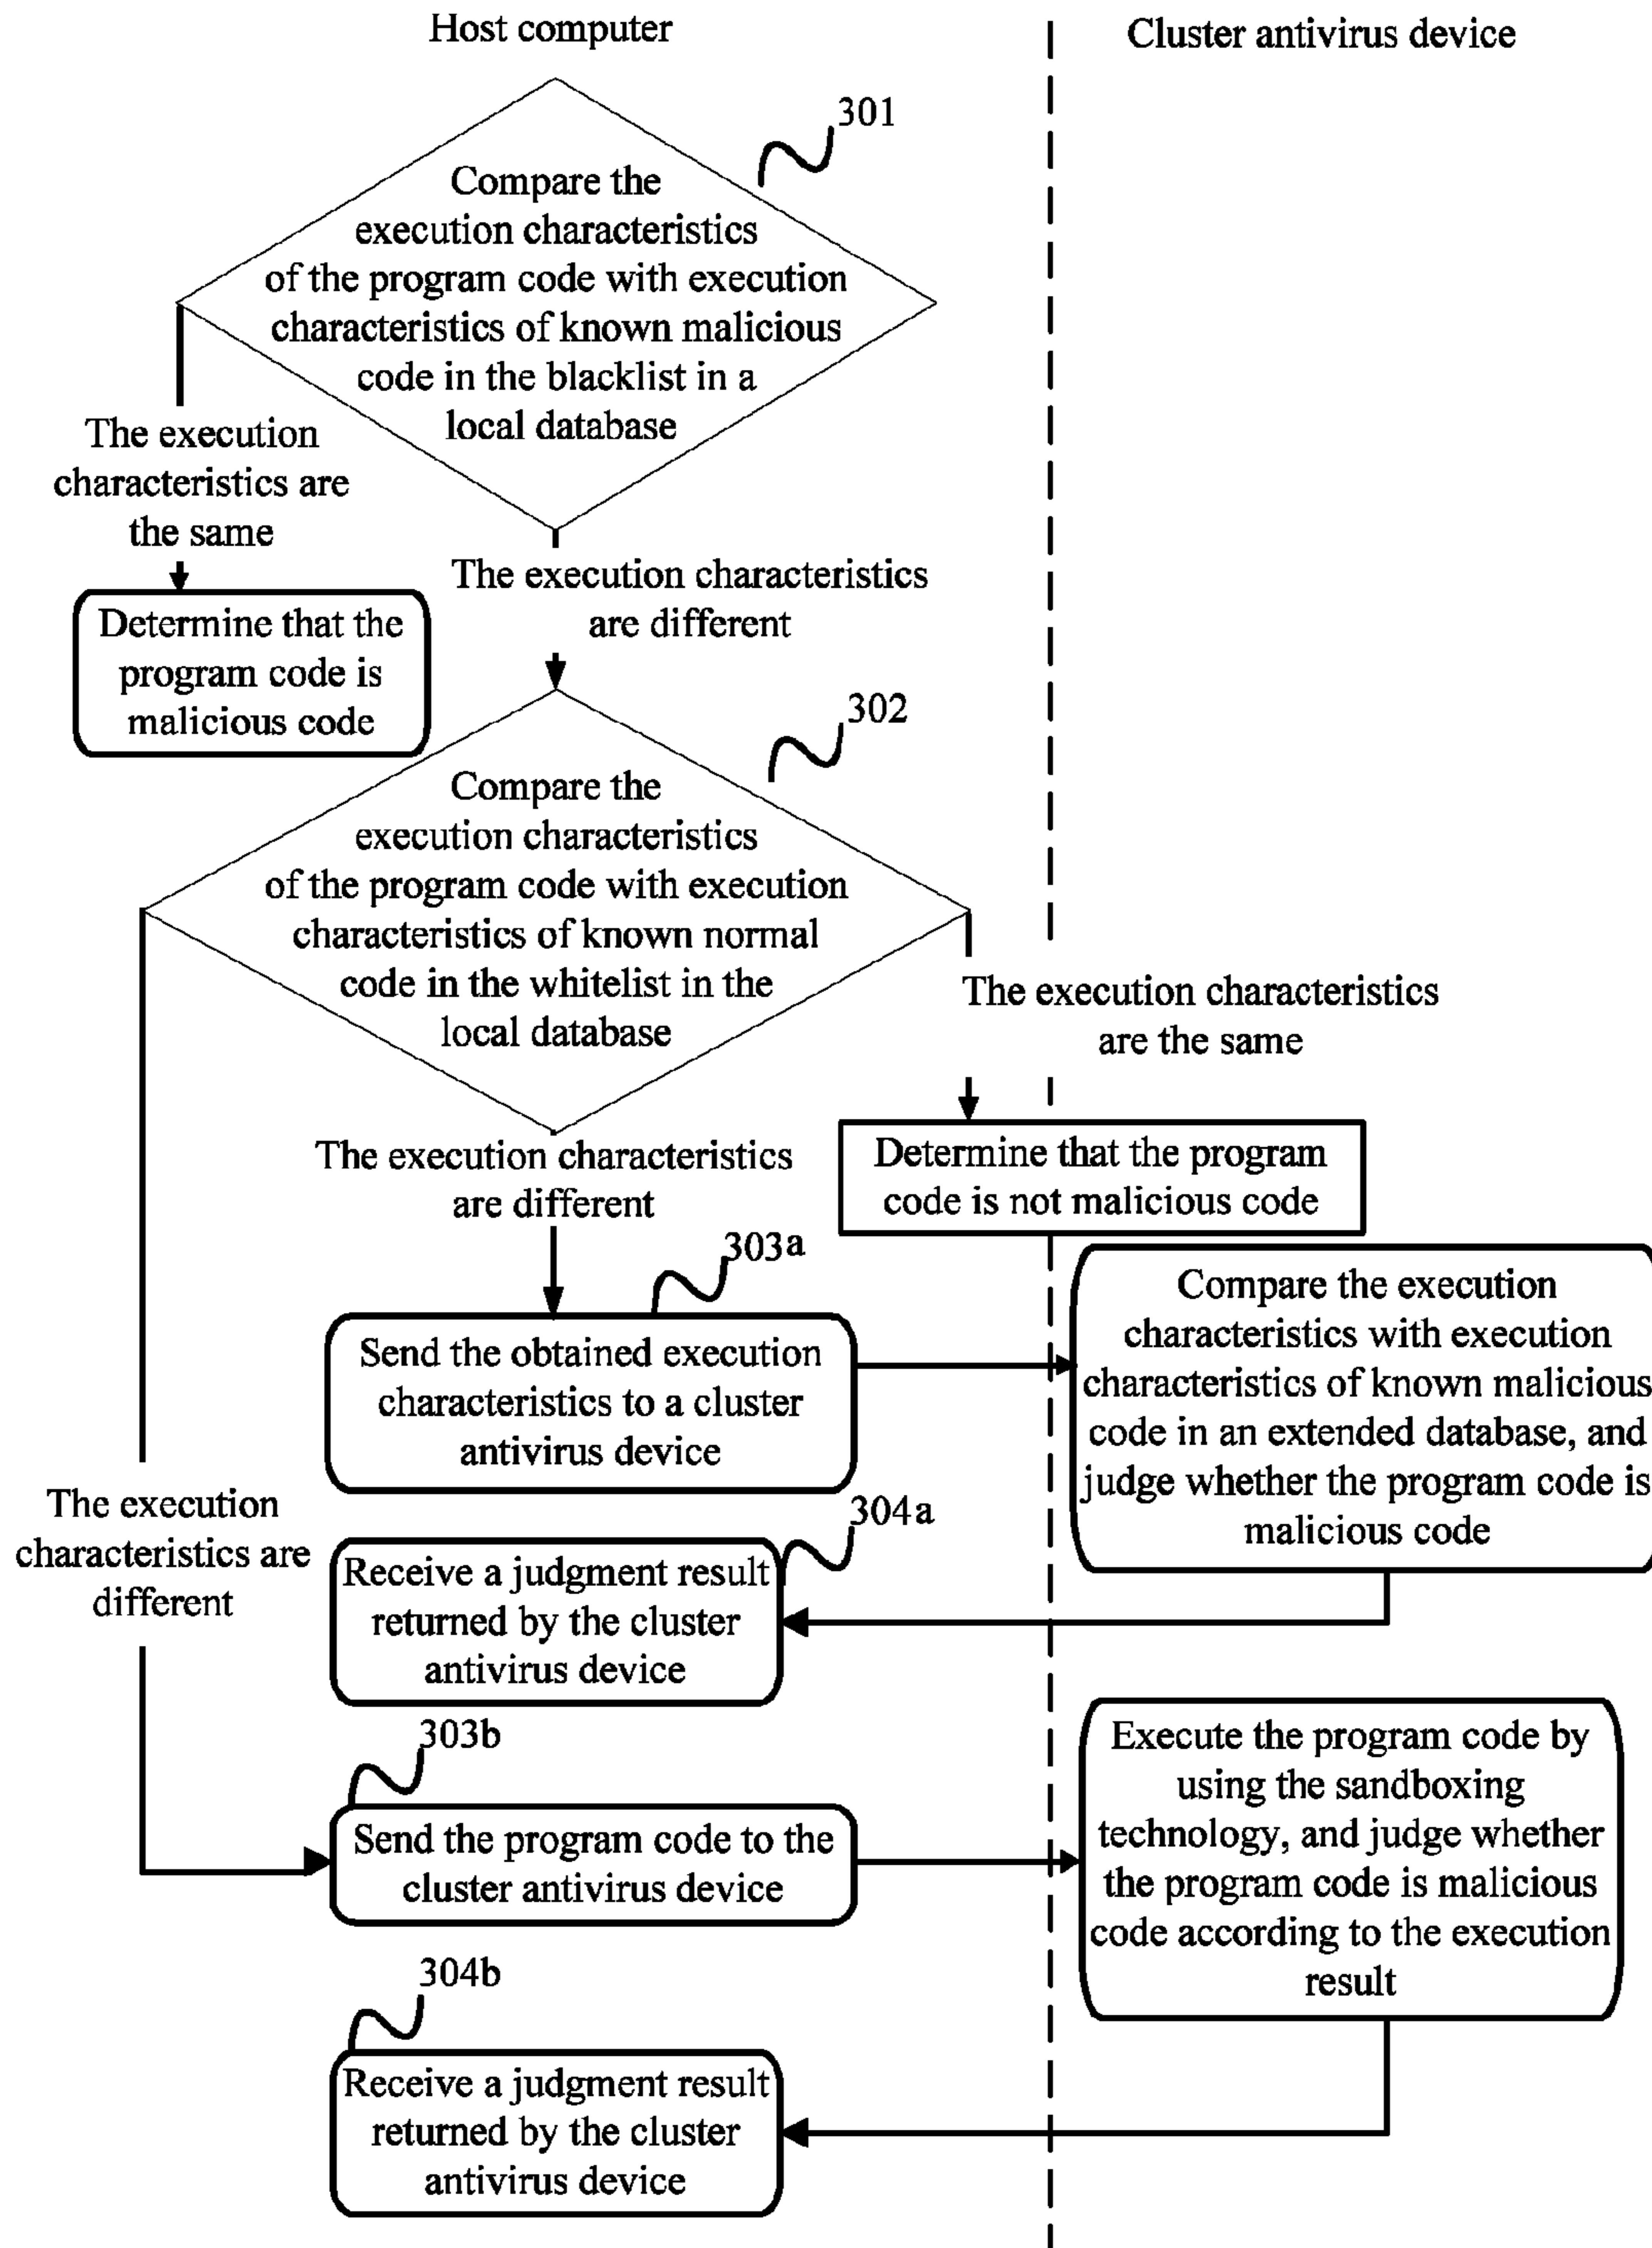 Host computer
Cluster antivirus device
301
Compare the
execution characteristics
of the program code with execution
characteristics of known malicious
code in the blacklist in a
local database
The execution
characteristics are
the same
The execution characteristics
are different
Determine that the
program code is
malicious code
302
Compare the
execution characteristics
of the program code with execution
characteristics of known normal
code in the whitelist in the
local database
The execution characteristics
are the same
The execution characteristics
are different
Determine that the program
code is not malicious code
303a
Send the obtained execution
characteristics to a cluster
antivirus device
Compare the execution
characteristics with execution
characteristics of known malicious
code in an extended database, and
judge whether the program code is
malicious code
The execution
characteristics are
different
304a
Receive a judgment result
returned by the cluster
antivirus device
303b
Send the program code to the
cluster antivirus device
Execute the program code by
using the sandboxing
technology, and judge whether
the program code is malicious
code according to the execution
result
304b
Receive a judgment result
returned by the cluster
antivirus device